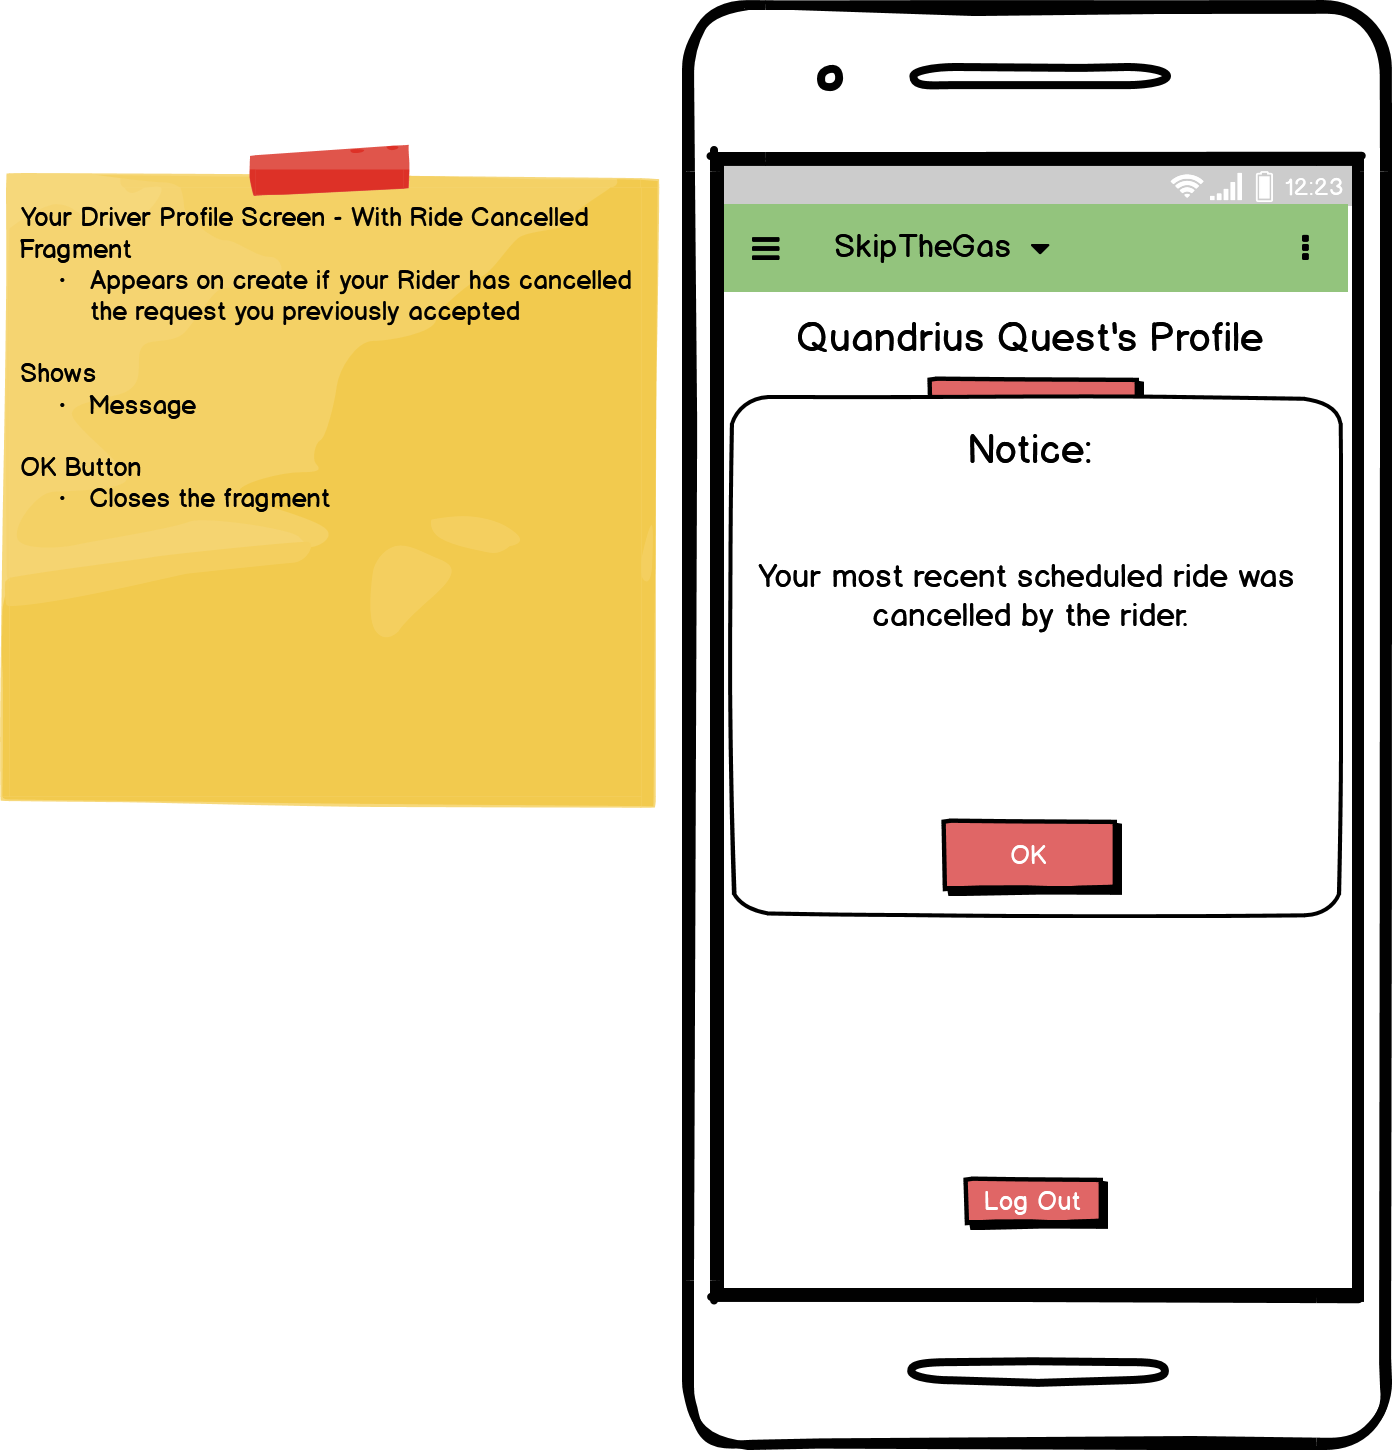 Your Driver Profile Screen - With Ride Cancelled
Fragment
· Appears on create if your Rider has cancelled
the request you previously accepted
Shows
· Message
OK Button
· Closes the fragment
12:23
SkipTheGas
Quandrius Quest's Profile
Notice:
Your most recent scheduled ride was
cancelled by the rider.
OK
Log Out